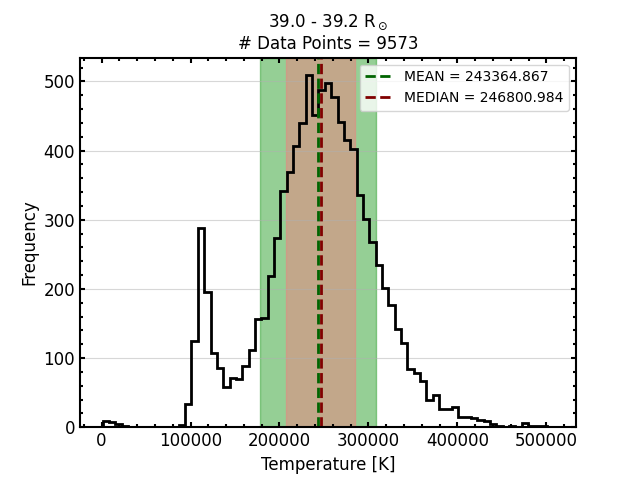 39.0 - 39.2 R⊙
# Data Points = 9573
MEAN = 243364.867
MEDIAN = 246800.984
Frequency
500
400
300
200
100
0
0 100000 200000 300000 400000 500000
Temperature [K]